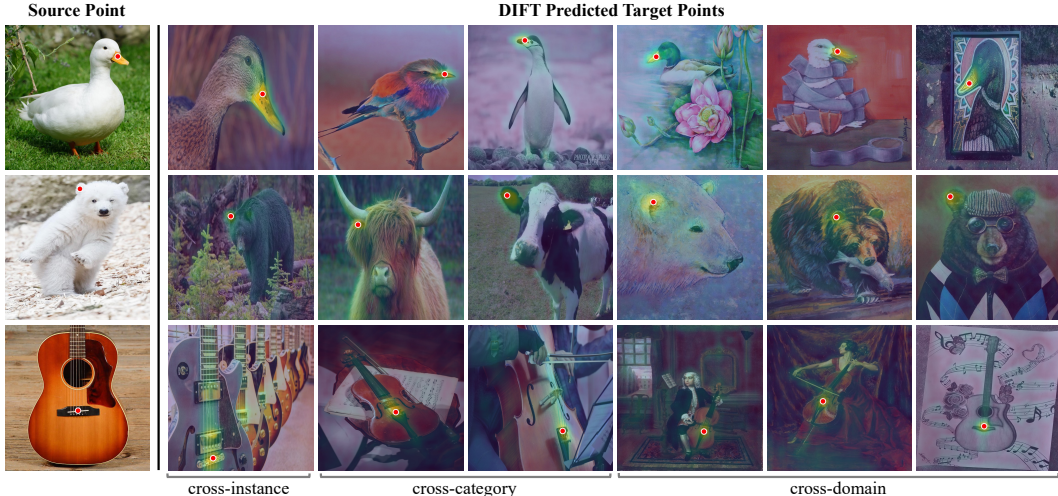 Source Point
DIFT Predicted Target Points
cross-instance
cross-category
cross-domain